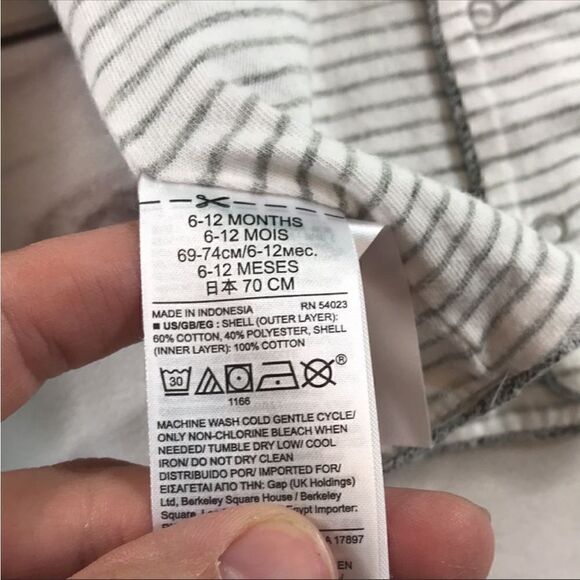 6-12 MONTHS
6-12 MOIS
69-74см/6-12мес.
6-12 MESES
日本 70 CM
MADE IN INDONESIA RN 54023
■ US/GB/EG : SHELL (OUTER LAYER):
60% COTTON, 40% POLYESTER, SHELL
(INNER LAYER): 100% COTTON
30 ®
1166
MACHINE WASH COLD GENTLE CYCLE/
ONLY NON-CHLORINE BLEACH WHEN
NEEDED/ TUMBLE DRY LOW/ COOL
IRON/ DO NOT DRY CLEAN
DISTRIBUIDO POR/ IMPORTED FOR/
ΕΙΣΑΓΕΤΑΙ ΑΠΟ ΤΗΝ: Gap (UK Holdings)
Ltd, Berkeley Square House / Berkeley
Square, Egypt Importer:
17897
EN